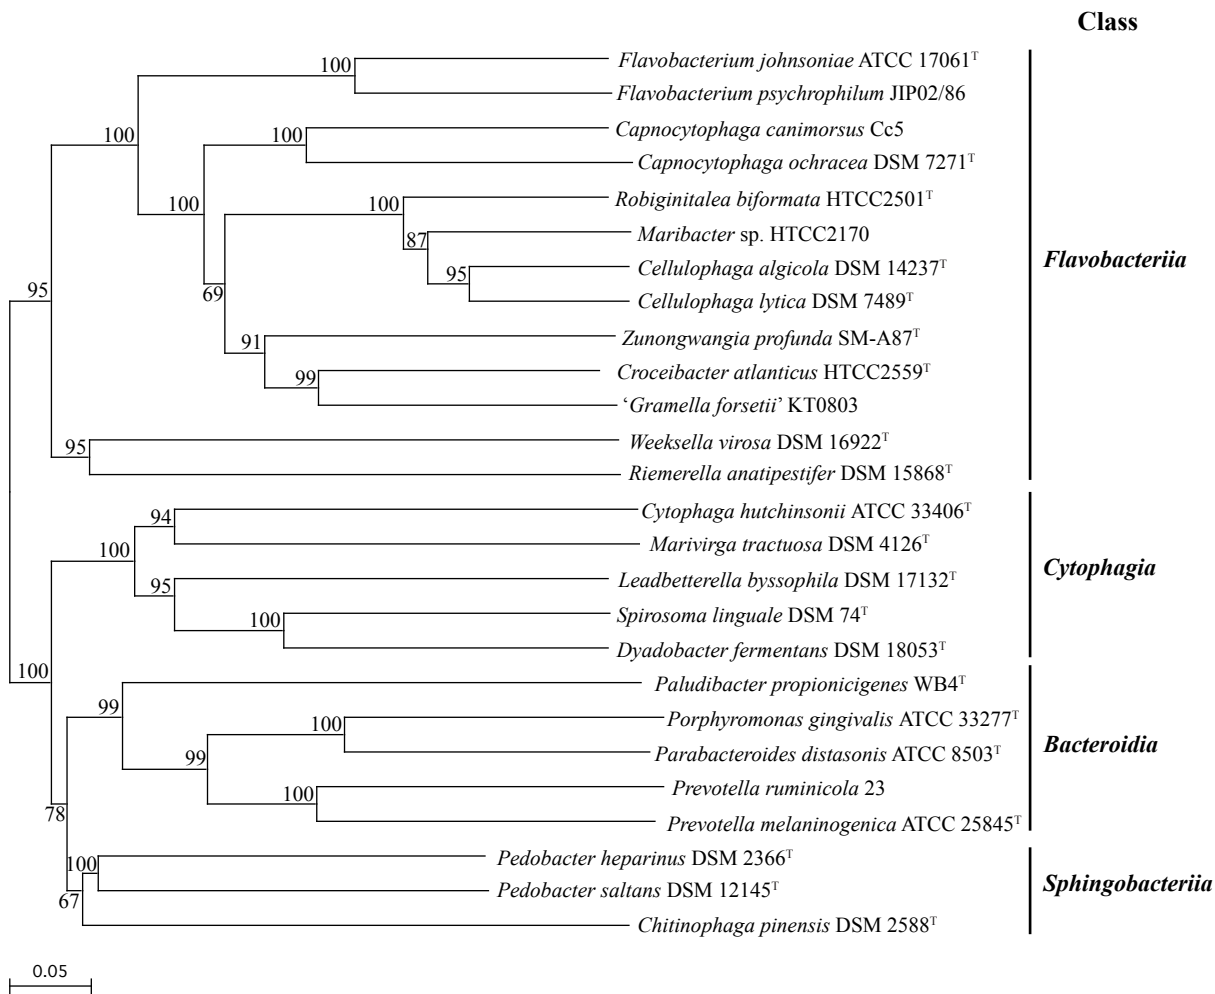 Class
100 Flavobacterium johnsoniae ATCC 17061ᵀ
Flavobacterium psychrophilum JIP02/86
100 100 Capnocytophaga canimorsus Cc5
Capnocytophaga ochracea DSM 7271ᵀ
100 100 Robiginitalea biformata HTCC2501ᵀ
87 Maribacter sp. HTCC2170
Flavobacteriia
95 95 Cellulophaga algicola DSM 14237ᵀ
69 Cellulophaga lytica DSM 7489ᵀ
91 Zunongwangia profunda SM-A87ᵀ
99 Croceibacter atlanticus HTCC2559ᵀ
‘Gramella forsetii’ KT0803
95 Weeksella virosa DSM 16922ᵀ
Riemerella anatipestifer DSM 15868ᵀ
94 Cytophaga hutchinsonii ATCC 33406ᵀ
100 Marivirga tractuosa DSM 4126ᵀ
Cytophagia
95 Leadbetterella byssophila DSM 17132ᵀ
100 Spirosoma linguale DSM 74ᵀ
Dyadobacter fermentans DSM 18053ᵀ
100 Paludibacter propionicigenes WB4ᵀ
99 100 Porphyromonas gingivalis ATCC 33277ᵀ
Bacteroidia
99 Parabacteroides distasonis ATCC 8503ᵀ
100 Prevotella ruminicola 23
78 Prevotella melaninogenica ATCC 25845ᵀ
100 Pedobacter heparinus DSM 2366ᵀ
Sphingobacteriia
67 Pedobacter saltans DSM 12145ᵀ
Chitinophaga pinensis DSM 2588ᵀ
0.05